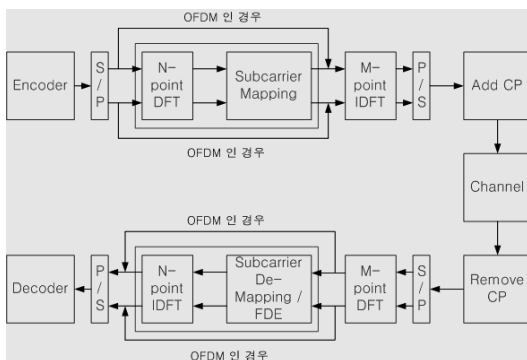 OFDM 인 경우
Encoder
S
/
P
N-
point
DFT
Subcarrier
Mapping
M-
point
IDFT
P
/
S
Add CP
OFDM 인 경우
Channel
OFDM 인 경우
Decoder
P
/
S
N-
point
IDFT
Subcarrier
De-
Mapping /
FDE
M-
point
DFT
S
/
P
Remove
CP
OFDM 인 경우